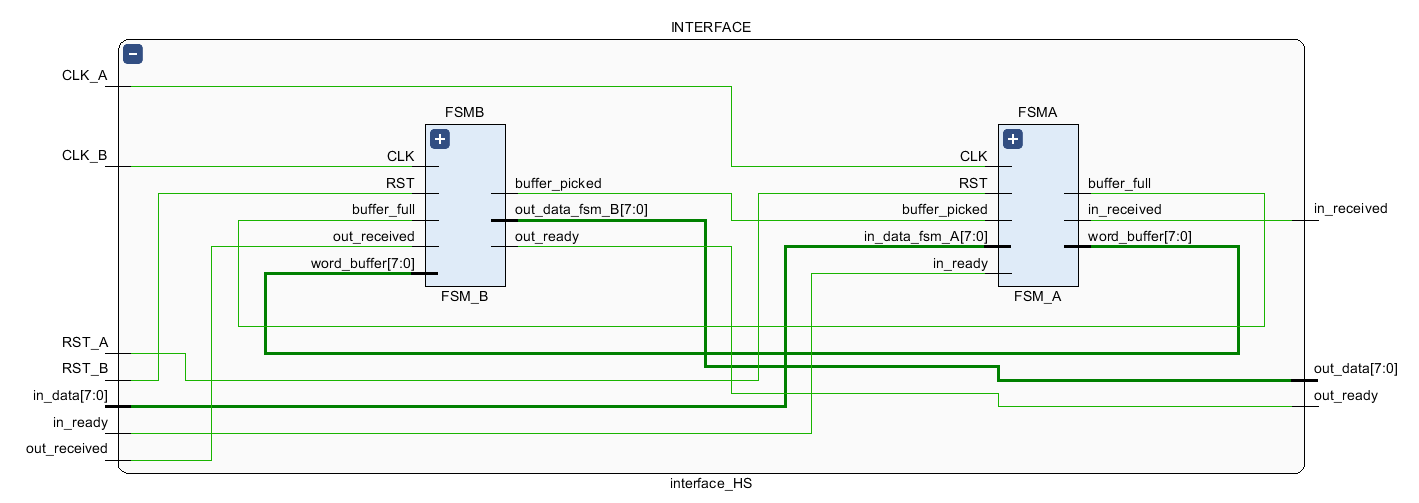 INTERFACE
CLK_A
CLK_B
RST_A
RST_B
in_data[7:0]
in_ready
out_received
FSMB
CLK
RST
buffer_full
out_received
word_buffer[7:0]
buffer_picked
out_data_fsm_B[7:0]
out_ready
FSM_B
FSMA
CLK
RST
buffer_picked
in_data_fsm_A[7:0]
in_ready
buffer_full
in_received
word_buffer[7:0]
FSM_A
in_received
out_data[7:0]
out_ready
interface_HS